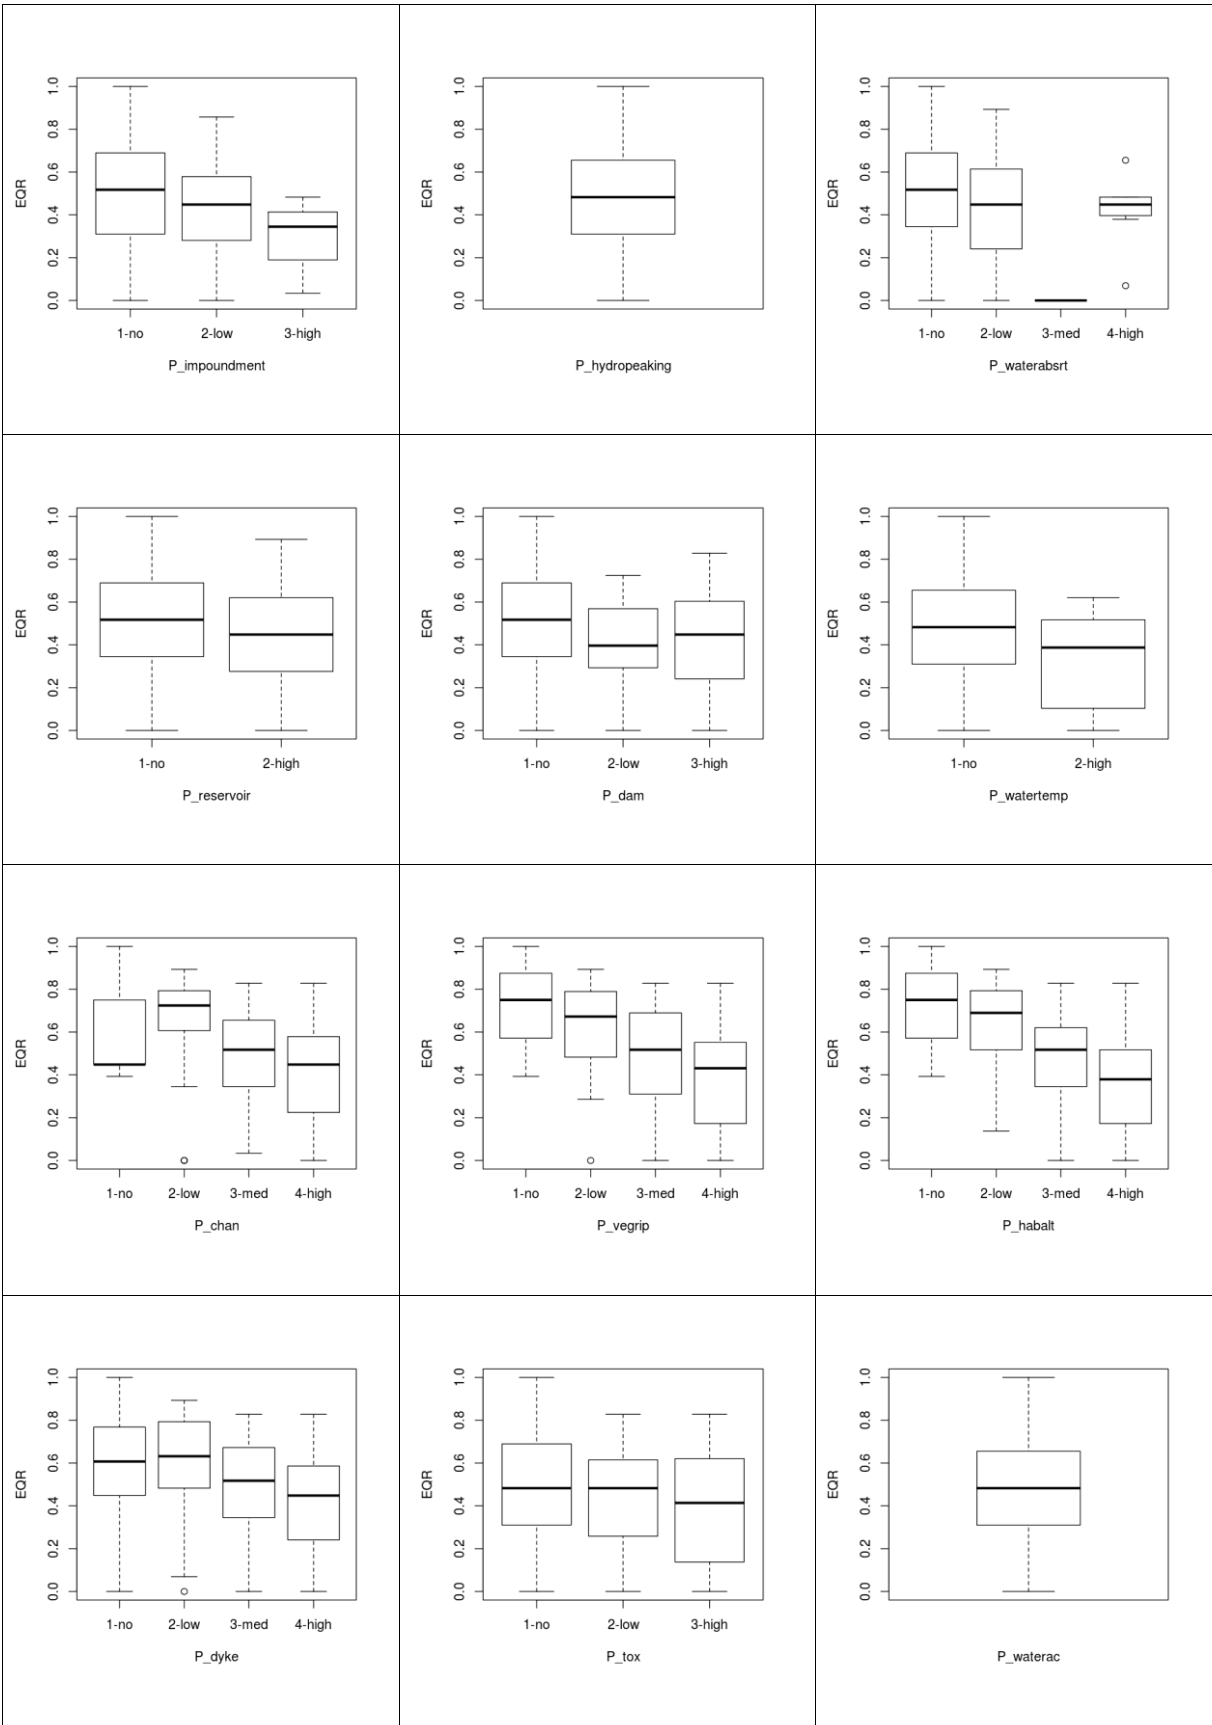 EQR
0.0 0.2 0.4 0.6 0.8 1.0
1-no 2-low 3-high
P_impoundment
EQR
0.0 0.2 0.4 0.6 0.8 1.0
P_hydropeaking
EQR
0.0 0.2 0.4 0.6 0.8 1.0
1-no 2-low 3-med 4-high
P_waterabsrt
EQR
0.0 0.2 0.4 0.6 0.8 1.0
1-no 2-high
P_reservoir
EQR
0.0 0.2 0.4 0.6 0.8 1.0
1-no 2-low 3-high
P_dam
EQR
0.0 0.2 0.4 0.6 0.8 1.0
1-no 2-high
P_watertemp
EQR
0.0 0.2 0.4 0.6 0.8 1.0
1-no 2-low 3-med 4-high
P_chan
EQR
0.0 0.2 0.4 0.6 0.8 1.0
1-no 2-low 3-med 4-high
P_vegrip
EQR
0.0 0.2 0.4 0.6 0.8 1.0
1-no 2-low 3-med 4-high
P_habalt
EQR
0.0 0.2 0.4 0.6 0.8 1.0
1-no 2-low 3-med 4-high
P_dyke
EQR
0.0 0.2 0.4 0.6 0.8 1.0
1-no 2-low 3-high
P_tox
EQR
0.0 0.2 0.4 0.6 0.8 1.0
P_waterac